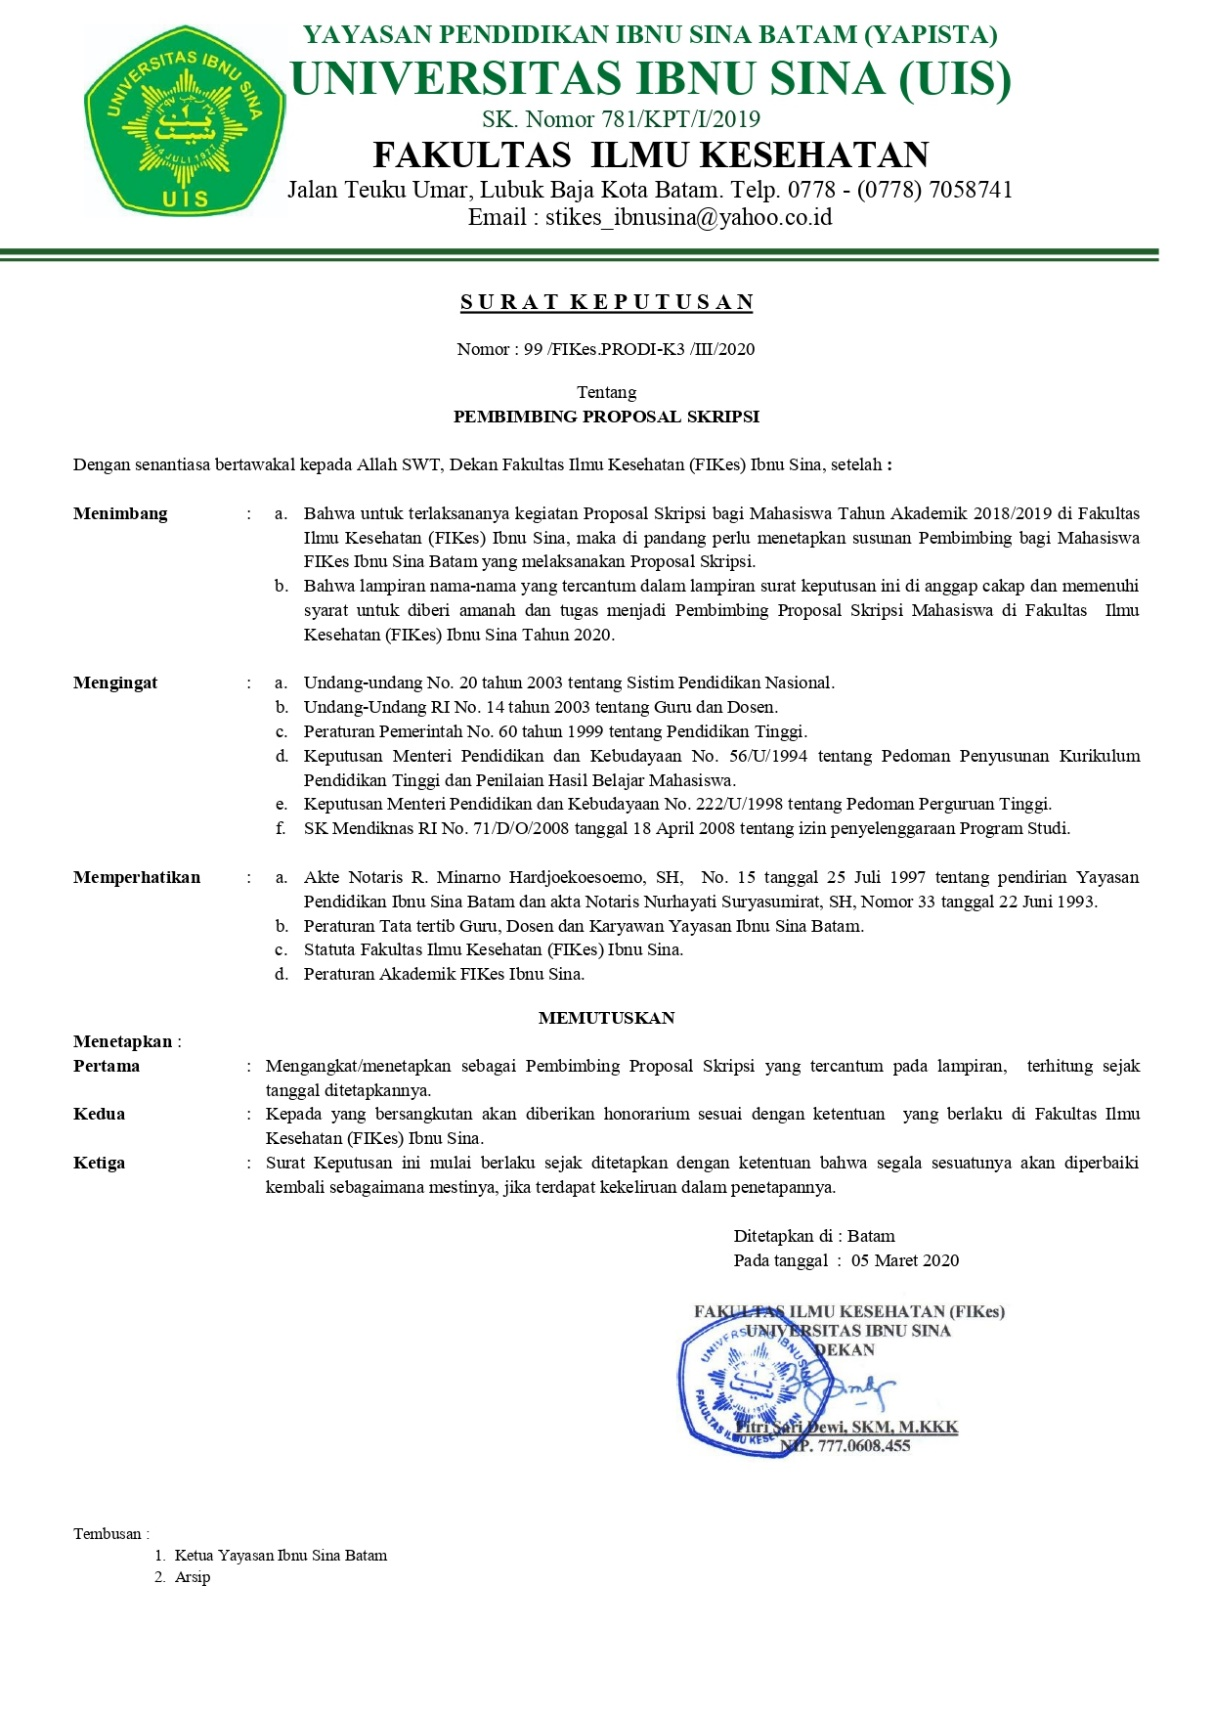 YAYASAN PENDIDIKAN IBNU SINA BATAM (YAPISTA)
UNIVERSITAS IBNU SINA (UIS)
SK. Nomor 781/KPT/I/2019
FAKULTAS ILMU KESEHATAN
Jalan Teuku Umar, Lubuk Baja Kota Batam. Telp. 0778 - (0778) 7058741
Email : stikes_ibnusina@yahoo.co.id
UNIVERSITAS IBNU SINA
14 JULI 1977
UIS
SURAT KEPUTUSAN
Nomor : 99 /FIKes.PRODI-K3 /III/2020
Tentang
PEMBIMBING PROPOSAL SKRIPSI
Dengan senantiasa bertawakal kepada Allah SWT, Dekan Fakultas Ilmu Kesehatan (FIKes) Ibnu Sina, setelah :
Menimbang : a. Bahwa untuk terlaksananya kegiatan Proposal Skripsi bagi Mahasiswa Tahun Akademik 2018/2019 di Fakultas
Ilmu Kesehatan (FIKes) Ibnu Sina, maka di pandang perlu menetapkan susunan Pembimbing bagi Mahasiswa
FIKes Ibnu Sina Batam yang melaksanakan Proposal Skripsi.
b. Bahwa lampiran nama-nama yang tercantum dalam lampiran surat keputusan ini di anggap cakap dan memenuhi
syarat untuk diberi amanah dan tugas menjadi Pembimbing Proposal Skripsi Mahasiswa di Fakultas Ilmu
Kesehatan (FIKes) Ibnu Sina Tahun 2020.
Mengingat : a. Undang-undang No. 20 tahun 2003 tentang Sistim Pendidikan Nasional.
b. Undang-Undang RI No. 14 tahun 2003 tentang Guru dan Dosen.
c. Peraturan Pemerintah No. 60 tahun 1999 tentang Pendidikan Tinggi.
d. Keputusan Menteri Pendidikan dan Kebudayaan No. 56/U/1994 tentang Pedoman Penyusunan Kurikulum
Pendidikan Tinggi dan Penilaian Hasil Belajar Mahasiswa.
e. Keputusan Menteri Pendidikan dan Kebudayaan No. 222/U/1998 tentang Pedoman Perguruan Tinggi.
f. SK Mendiknas RI No. 71/D/O/2008 tanggal 18 April 2008 tentang izin penyelenggaraan Program Studi.
Memperhatikan : a. Akte Notaris R. Minarno Hardjoekoesoemo, SH, No. 15 tanggal 25 Juli 1997 tentang pendirian Yayasan
Pendidikan Ibnu Sina Batam dan akta Notaris Nurhayati Suryasumirat, SH, Nomor 33 tanggal 22 Juni 1993.
b. Peraturan Tata tertib Guru, Dosen dan Karyawan Yayasan Ibnu Sina Batam.
c. Statuta Fakultas Ilmu Kesehatan (FIKes) Ibnu Sina.
d. Peraturan Akademik FIKes Ibnu Sina.
MEMUTUSKAN
Menetapkan :
Pertama : Mengangkat/menetapkan sebagai Pembimbing Proposal Skripsi yang tercantum pada lampiran, terhitung sejak
tanggal ditetapkannya.
Kedua : Kepada yang bersangkutan akan diberikan honorarium sesuai dengan ketentuan yang berlaku di Fakultas Ilmu
Kesehatan (FIKes) Ibnu Sina.
Ketiga : Surat Keputusan ini mulai berlaku sejak ditetapkan dengan ketentuan bahwa segala sesuatunya akan diperbaiki
kembali sebagaimana mestinya, jika terdapat kekeliruan dalam penetapannya.
Ditetapkan di : Batam
Pada tanggal : 05 Maret 2020
FAKULTAS ILMU KESEHATAN (FIKes)
UNIVERSITAS IBNU SINA
DEKAN
UNIVERSITAS IBNUSINA
14 JULI 1977
FAKULTAS ILMU KESEHATAN
Fitri Sari Dewi, SKM, M.KKK
NIP. 777.0608.455
Tembusan :
1. Ketua Yayasan Ibnu Sina Batam
2. Arsip